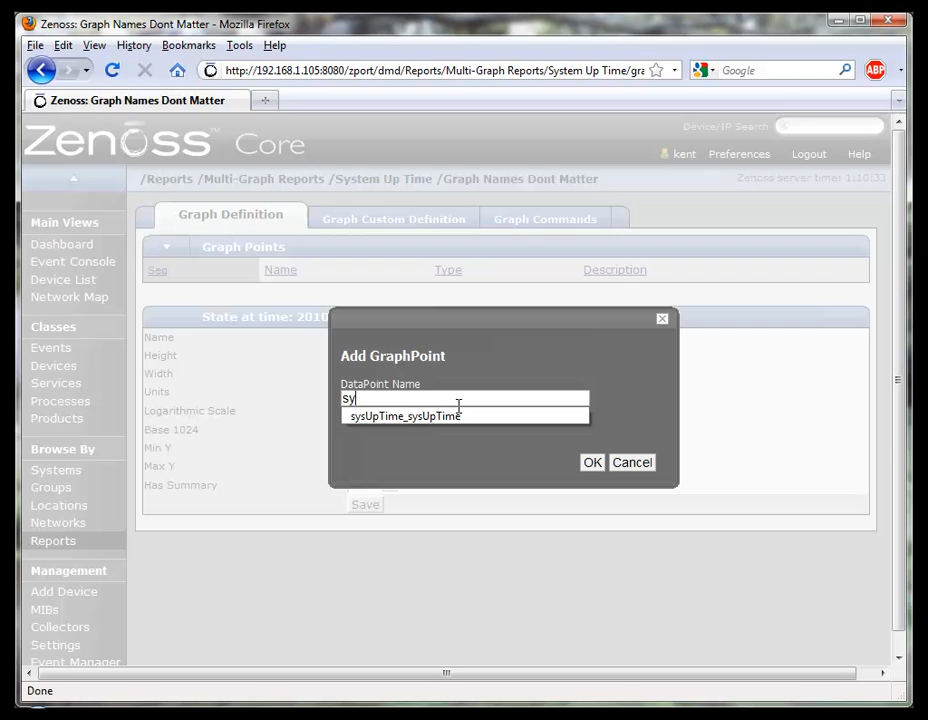 Zenoss: Graph Names Dont Matter - Mozilla Firefox
File Edit View History Bookmarks Tools Help
http://192.168.1.105:8080/zport/dmd/Reports/Multi-Graph Reports/System Up Time/gra
Google
ABP
Zenoss: Graph Names Dont Matter
Zenoss Core
Device/IP Search
kent Preferences Logout Help
/Reports /Multi-Graph Reports /System Up Time /Graph Names Dont Matter
Zenoss server time: 1:10:33
Main Views
Dashboard
Event Console
Device List
Network Map
Classes
Events
Devices
Services
Processes
Products
Browse By
Systems
Groups
Locations
Networks
Reports
Management
Add Device
MIBs
Collectors
Settings
Event Manager
Graph Definition Graph Custom Definition Graph Commands
Graph Points
Seq Name Type Description
State at time: 2010
Name
Height
Width
Units
Logarithmic Scale
Base 1024
Min Y
Max Y
Has Summary
Save
Add GraphPoint
DataPoint Name
sy
sysUpTime_sysUpTime
OK Cancel
Done